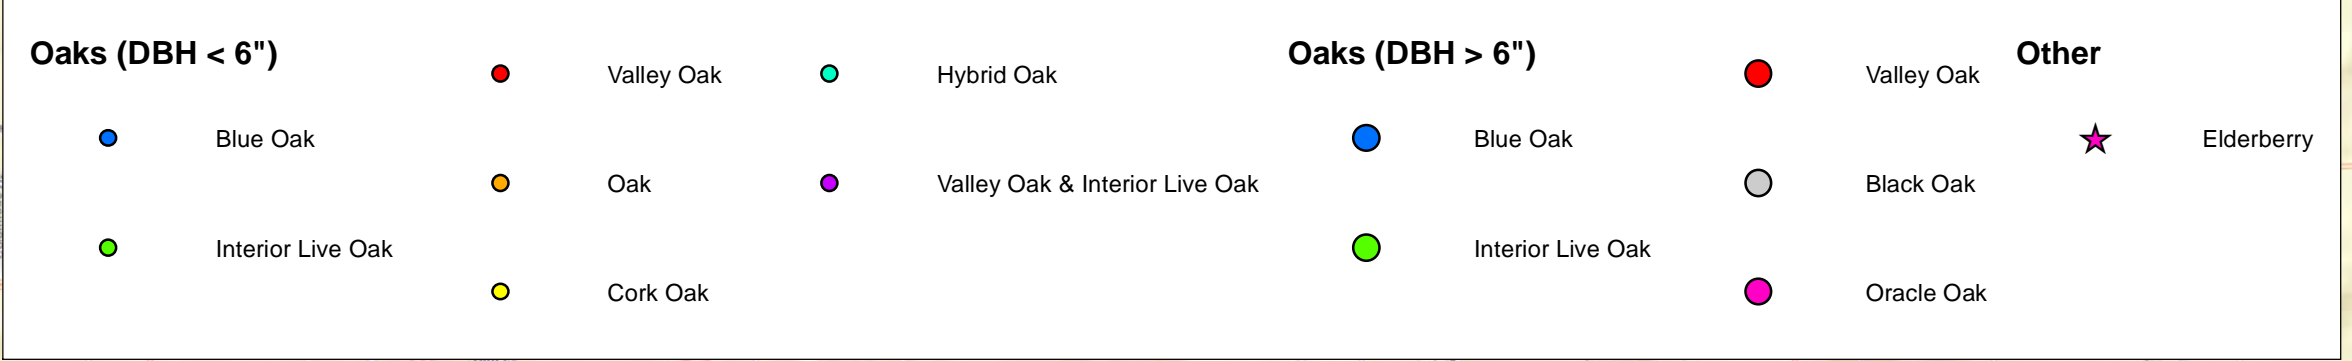 Oaks (DBH < 6")
Blue Oak
Interior Live Oak
Valley Oak
Oak
Cork Oak
Hybrid Oak
Valley Oak & Interior Live Oak
Oaks (DBH > 6")
Blue Oak
Interior Live Oak
Valley Oak
Black Oak
Oracle Oak
Other
Elderberry